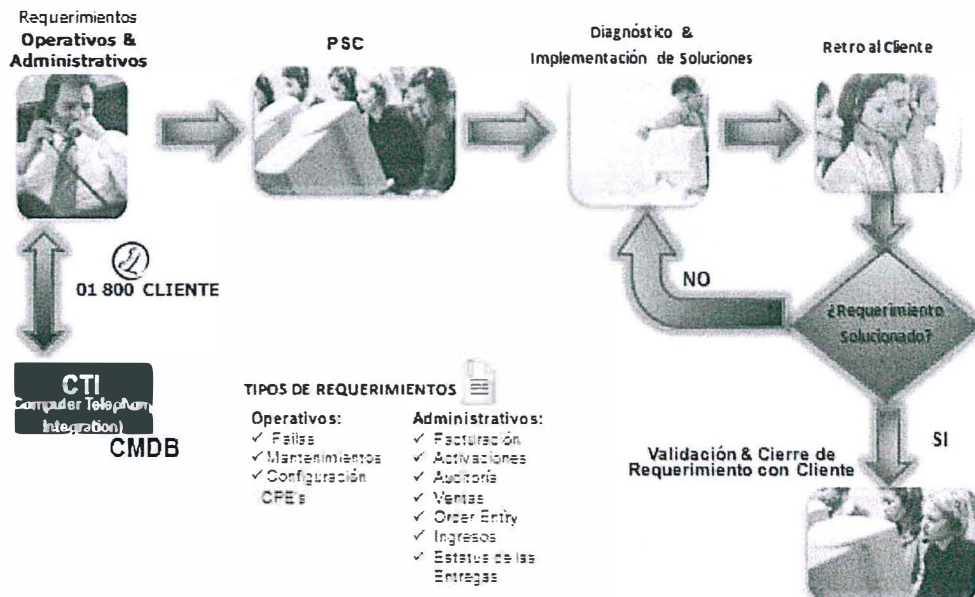 Requerimientos
Operativos &
Administrativos
PSC
Diagnóstico &
Implementación de Soluciones
Retro al Cliente
01 800 CLIENTE
NO
¿Requerimiento
Solucionado?
CTI
Computer Telephony
Integration)
CMDB
TIPOS DE REQUERIMIENTOS
Operativos:
✓ Fallas
✓ Mantenimientos
✓ Configuración
CPE's
Administrativos:
✓ Facturación
✓ Activaciones
✓ Auditoría
✓ Ventas
✓ Order Entry
✓ Ingresos
✓ Estatus de las
Entregas
SI
Validación & Cierre de
Requerimiento con Cliente